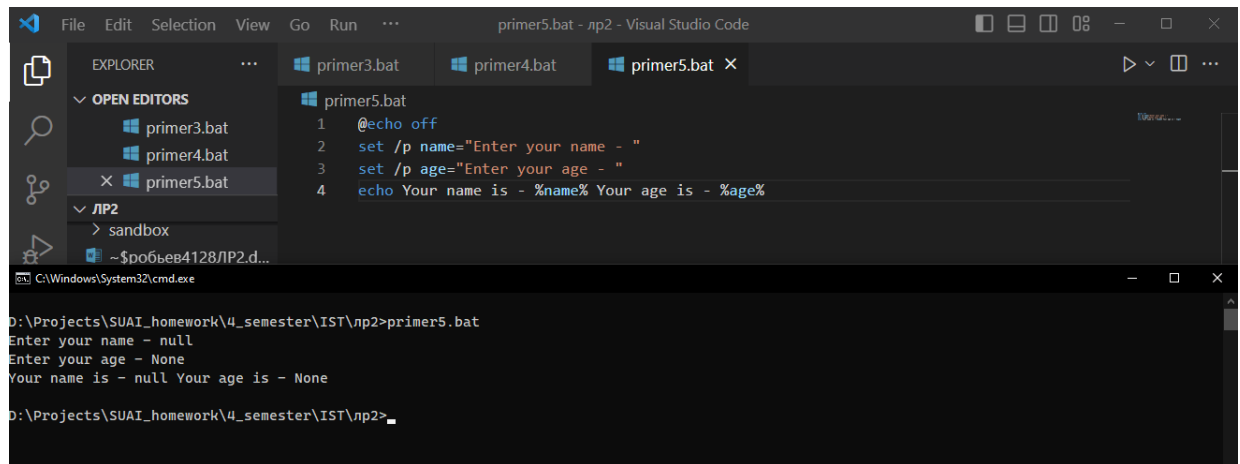 File Edit Selection View Go Run ··· primer5.bat - лр2 - Visual Studio Code
EXPLORER ··· primer3.bat primer4.bat primer5.bat
OPEN EDITORS
primer3.bat
primer4.bat
primer5.bat
ЛР2
sandbox
~$робьев4128ЛР2.d...
primer5.bat
1 @echo off
2 set /p name="Enter your name - "
3 set /p age="Enter your age - "
4 echo Your name is - %name% Your age is - %age%
C:\Windows\System32\cmd.exe
D:\Projects\SUAI_homework\4_semester\IST\лр2>primer5.bat
Enter your name - null
Enter your age - None
Your name is - null Your age is - None
D:\Projects\SUAI_homework\4_semester\IST\лр2>